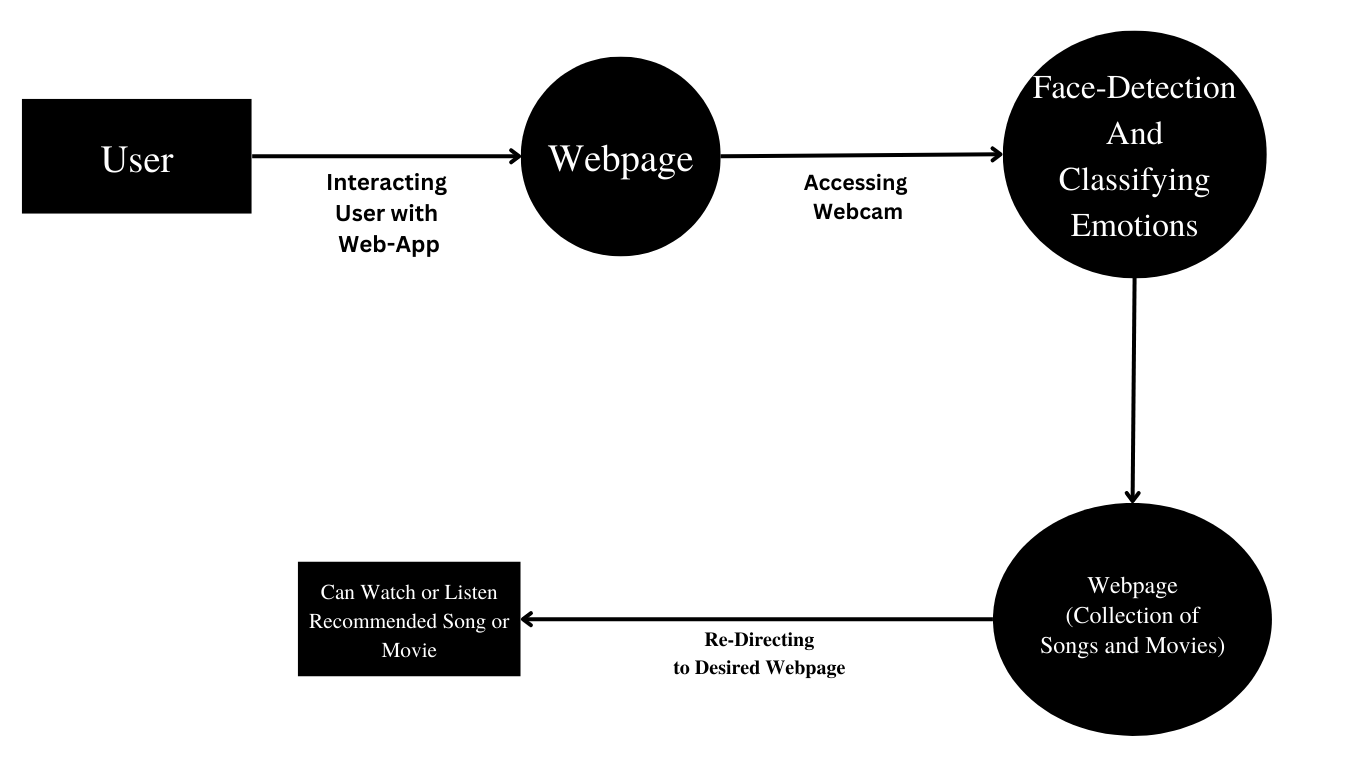 User
Interacting
User with
Web-App
Webpage
Accessing
Webcam
Face-Detection
And
Classifying
Emotions
Webpage
(Collection of
Songs and Movies)
Re-Directing
to Desired Webpage
Can Watch or Listen
Recommended Song or
Movie